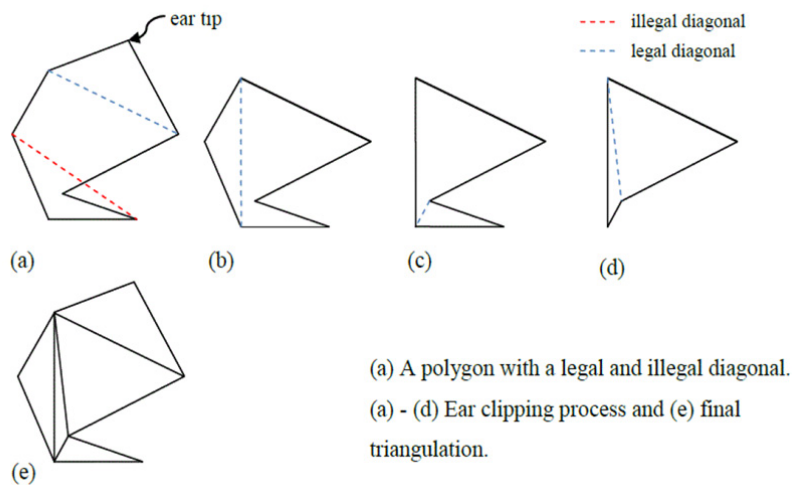 ear tip
illegal diagonal
legal diagonal
(a)
(b)
(c)
(d)
(e)
(a) A polygon with a legal and illegal diagonal.
(a) - (d) Ear clipping process and (e) final
triangulation.